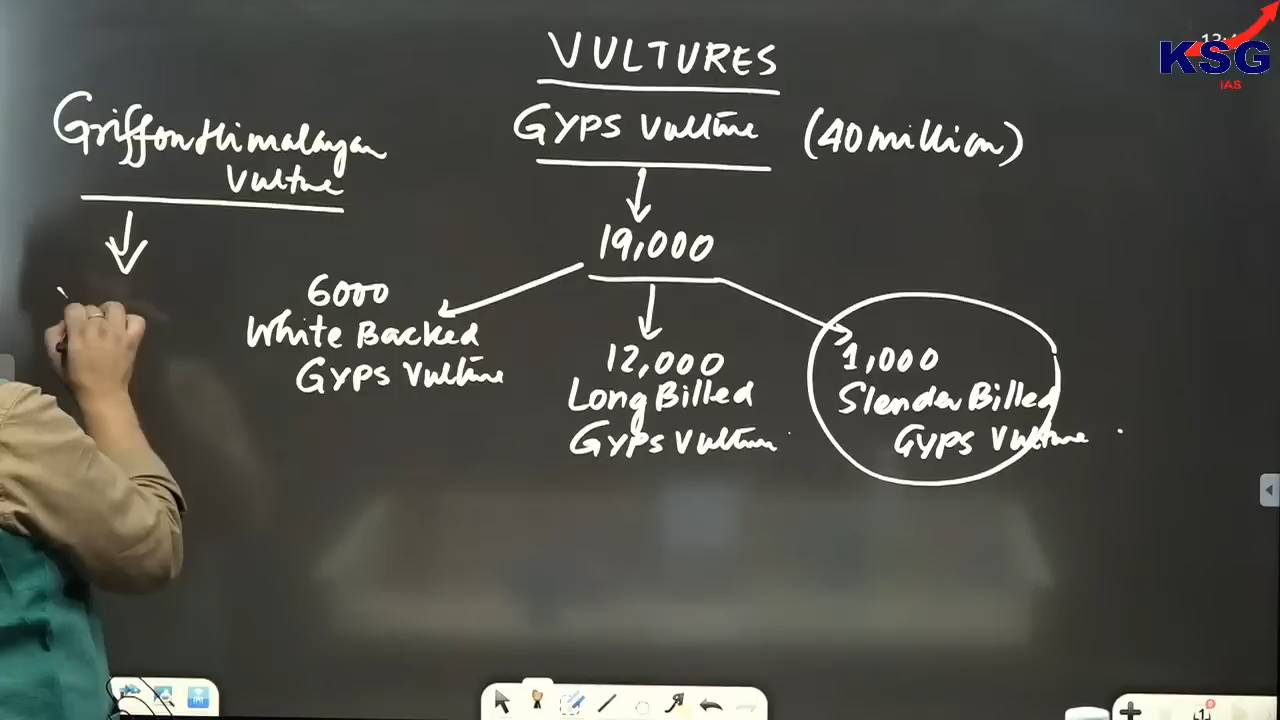 VULTURES
Gyps Vulture (40 million)
Griffon Himalayan
Vulture
19,000
6000
White Backed
Gyps Vulture
12,000
Long Billed
Gyps Vulture
1,000
Slender Billed
Gyps Vulture
KSG
IAS